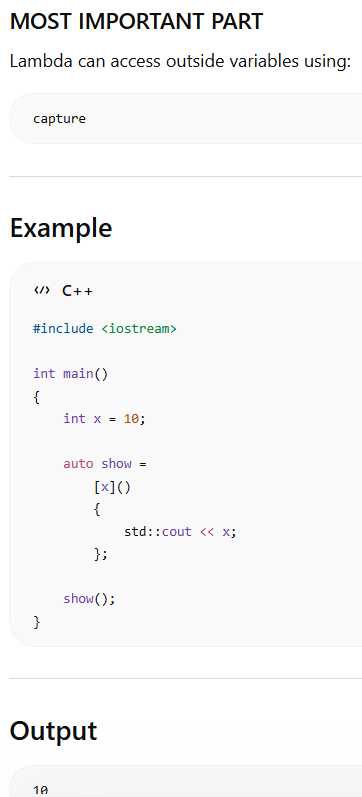 MOST IMPORTANT PART
Lambda can access outside variables using:
capture
Example
</> C++
#include <iostream>
int main()
{
    int x = 10;
    auto show =
        [x]()
        {
            std::cout << x;
        };
    show();
}
Output
10